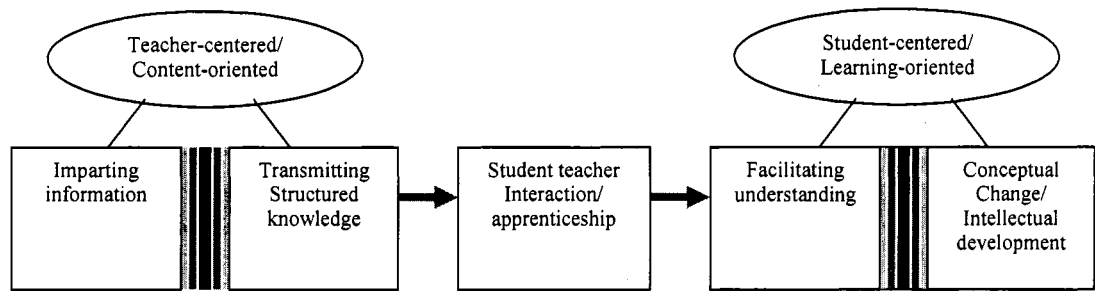 Teacher-centered/
Content-oriented
Student-centered/
Learning-oriented
Imparting
information
Transmitting
Structured
knowledge
Student teacher
Interaction/
apprenticeship
Facilitating
understanding
Conceptual
Change/
Intellectual
development